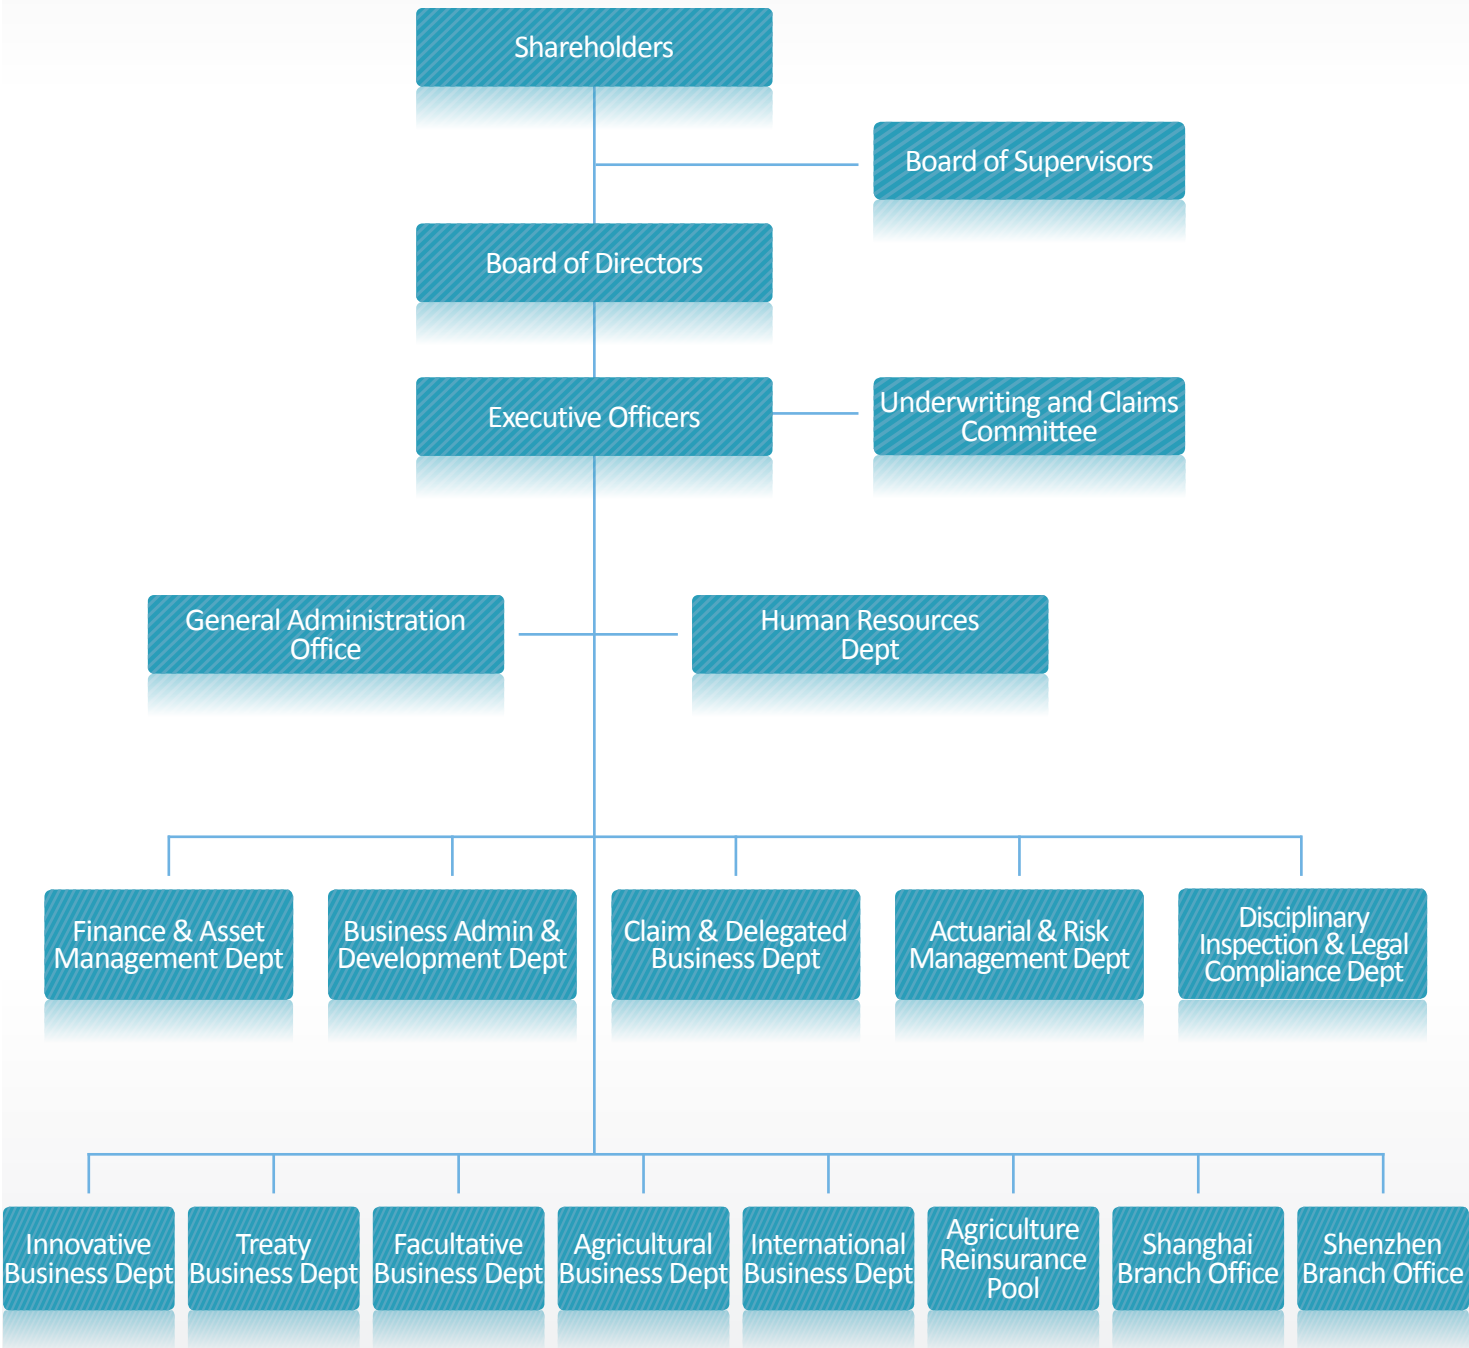 Shareholders
Board of Supervisors
Board of Directors
Executive Officers
Underwriting and Claims
Committee
General Administration
Office
Human Resources
Dept
Finance & Asset
Management Dept
Business Admin &
Development Dept
Claim & Delegated
Business Dept
Actuarial & Risk
Management Dept
Disciplinary
Inspection & Legal
Compliance Dept
Innovative
Business Dept
Treaty
Business Dept
Facultative
Business Dept
Agricultural
Business Dept
International
Business Dept
Agriculture
Reinsurance
Pool
Shanghai
Branch Office
Shenzhen
Branch Office